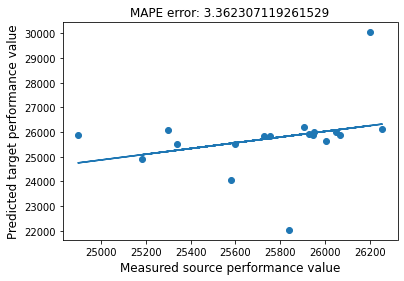 MAPE error: 3.362307119261529
Predicted target performance value
30000
29000
28000
27000
26000
25000
24000
23000
22000
25000 25200 25400 25600 25800 26000 26200
Measured source performance value